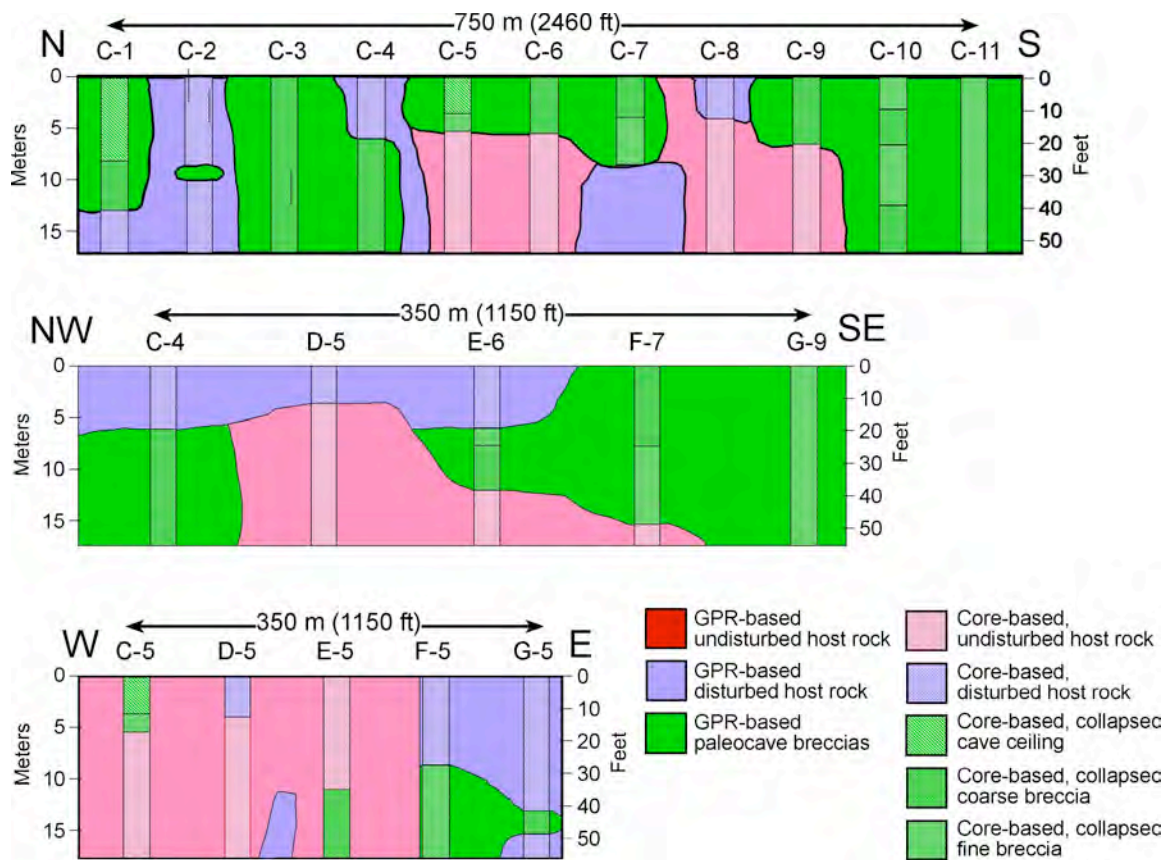 750 m (2460 ft)
N
S
C-1 C-2 C-3 C-4 C-5 C-6 C-7 C-8 C-9 C-10 C-11
Meters
0
5
10
15
Feet
0
10
20
30
40
50
350 m (1150 ft)
NW
SE
C-4 D-5 E-6 F-7 G-9
Meters
0
5
10
15
Feet
0
10
20
30
40
50
350 m (1150 ft)
W
E
C-5 D-5 E-5 F-5 G-5
Meters
0
5
10
15
Feet
0
10
20
30
40
50
GPR-based
undisturbed host rock
GPR-based
disturbed host rock
GPR-based
paleocave breccias
Core-based,
undisturbed host rock
Core-based,
disturbed host rock
Core-based, collapsec
cave ceiling
Core-based, collapsec
coarse breccia
Core-based, collapsec
fine breccia